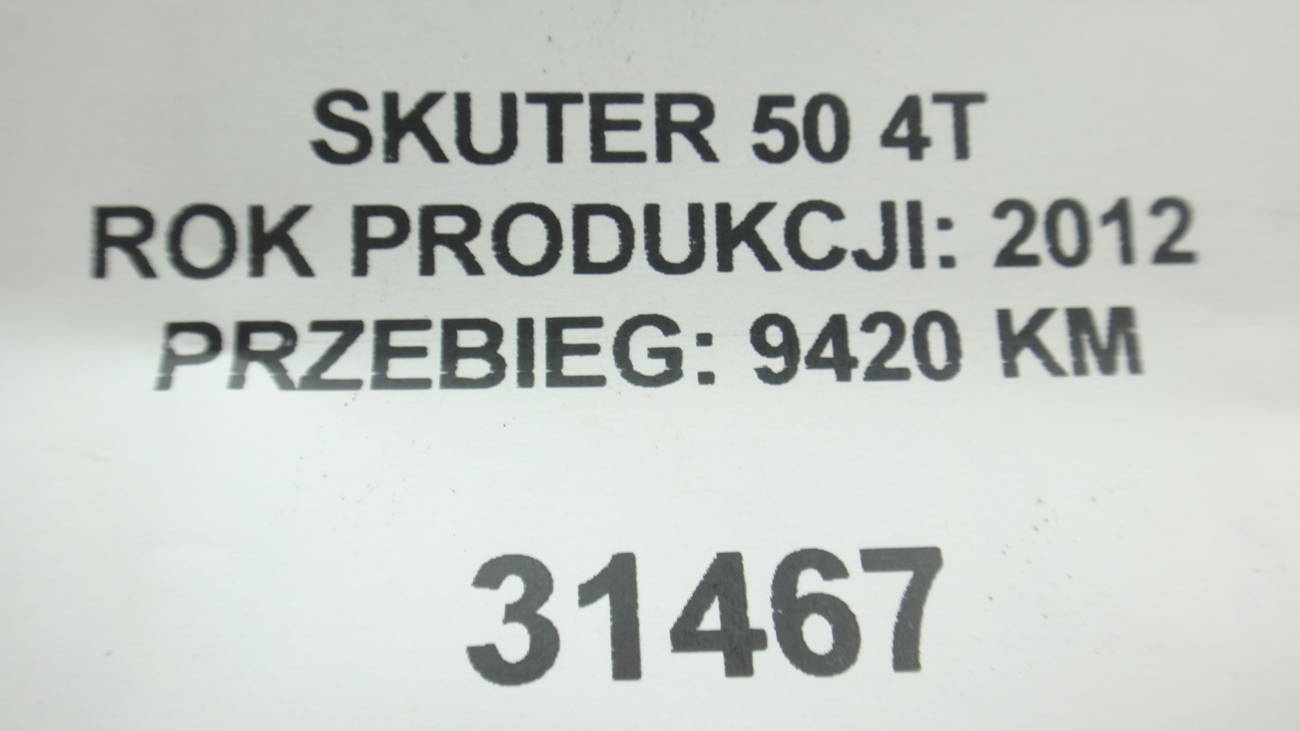 SKUTER 50 4T
ROK PRODUKCJI: 2012
PRZEBIEG: 9420 KM
31467